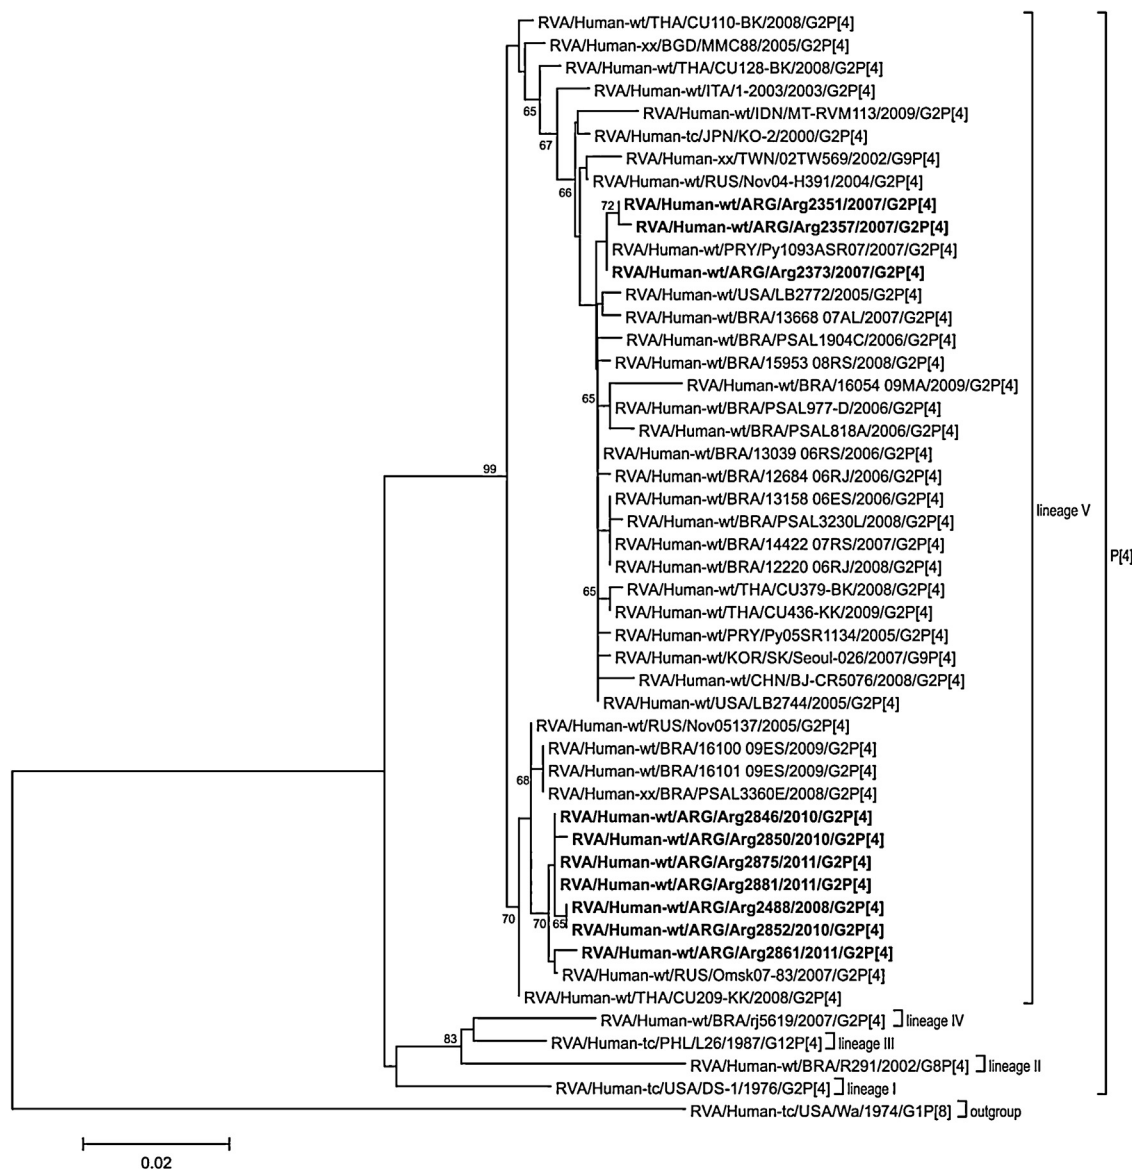 RVA/Human-wt/THA/CU110-BK/2008/G2P[4]
RVA/Human-xx/BGD/MMC88/2005/G2P[4]
RVA/Human-wt/THA/CU128-BK/2008/G2P[4]
RVA/Human-wt/ITA/1-2003/2003/G2P[4]
65
RVA/Human-wt/IDN/MT-RVM113/2009/G2P[4]
RVA/Human-tc/JPN/KO-2/2000/G2P[4]
67
RVA/Human-xx/TWN/02TW569/2002/G9P[4]
RVA/Human-wt/RUS/Nov04-H391/2004/G2P[4]
66
72
RVA/Human-wt/ARG/Arg2351/2007/G2P[4]
RVA/Human-wt/ARG/Arg2357/2007/G2P[4]
RVA/Human-wt/PRY/Py1093ASR07/2007/G2P[4]
RVA/Human-wt/ARG/Arg2373/2007/G2P[4]
RVA/Human-wt/USA/LB2772/2005/G2P[4]
RVA/Human-wt/BRA/13668 07AL/2007/G2P[4]
RVA/Human-wt/BRA/PSAL1904C/2006/G2P[4]
RVA/Human-wt/BRA/15953 08RS/2008/G2P[4]
RVA/Human-wt/BRA/16054 09MA/2009/G2P[4]
65
RVA/Human-wt/BRA/PSAL977-D/2006/G2P[4]
RVA/Human-wt/BRA/PSAL818A/2006/G2P[4]
RVA/Human-wt/BRA/13039 06RS/2006/G2P[4]
99
RVA/Human-wt/BRA/12684 06RJ/2006/G2P[4]
RVA/Human-wt/BRA/13158 06ES/2006/G2P[4]
lineage V
RVA/Human-wt/BRA/PSAL3230L/2008/G2P[4]
RVA/Human-wt/BRA/14422 07RS/2007/G2P[4]
P[4]
RVA/Human-wt/BRA/12220 06RJ/2008/G2P[4]
65
RVA/Human-wt/THA/CU379-BK/2008/G2P[4]
RVA/Human-wt/THA/CU436-KK/2009/G2P[4]
RVA/Human-wt/PRY/Py05SR1134/2005/G2P[4]
RVA/Human-wt/KOR/SK/Seoul-026/2007/G9P[4]
RVA/Human-wt/CHN/BJ-CR5076/2008/G2P[4]
RVA/Human-wt/USA/LB2744/2005/G2P[4]
RVA/Human-wt/RUS/Nov05137/2005/G2P[4]
RVA/Human-wt/BRA/16100 09ES/2009/G2P[4]
68
RVA/Human-wt/BRA/16101 09ES/2009/G2P[4]
RVA/Human-xx/BRA/PSAL3360E/2008/G2P[4]
RVA/Human-wt/ARG/Arg2846/2010/G2P[4]
RVA/Human-wt/ARG/Arg2850/2010/G2P[4]
RVA/Human-wt/ARG/Arg2875/2011/G2P[4]
RVA/Human-wt/ARG/Arg2881/2011/G2P[4]
RVA/Human-wt/ARG/Arg2488/2008/G2P[4]
70
70
65
RVA/Human-wt/ARG/Arg2852/2010/G2P[4]
RVA/Human-wt/ARG/Arg2861/2011/G2P[4]
RVA/Human-wt/RUS/Omsk07-83/2007/G2P[4]
RVA/Human-wt/THA/CU209-KK/2008/G2P[4]
RVA/Human-wt/BRA/rj5619/2007/G2P[4] lineage IV
83
RVA/Human-tc/PHL/L26/1987/G12P[4] lineage III
RVA/Human-wt/BRA/R291/2002/G8P[4] lineage II
RVA/Human-tc/USA/DS-1/1976/G2P[4] lineage I
RVA/Human-tc/USA/Wa/1974/G1P[8] outgroup
0.02